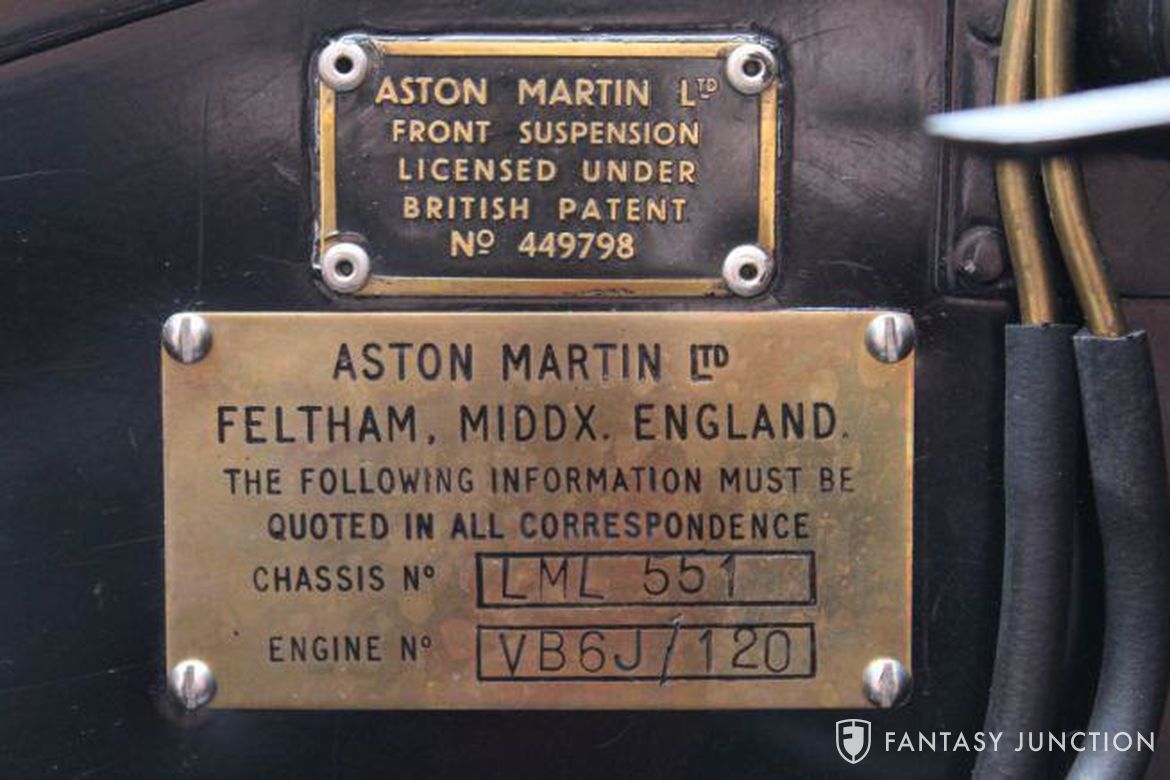 ASTON MARTIN LTD
FRONT SUSPENSION
LICENSED UNDER
BRITISH PATENT
Nº 449798
ASTON MARTIN LTD
FELTHAM, MIDDX. ENGLAND.
THE FOLLOWING INFORMATION MUST BE
QUOTED IN ALL CORRESPONDENCE
CHASSIS Nº LML 551
ENGINE Nº VB6J/120
FANTASY JUNCTION